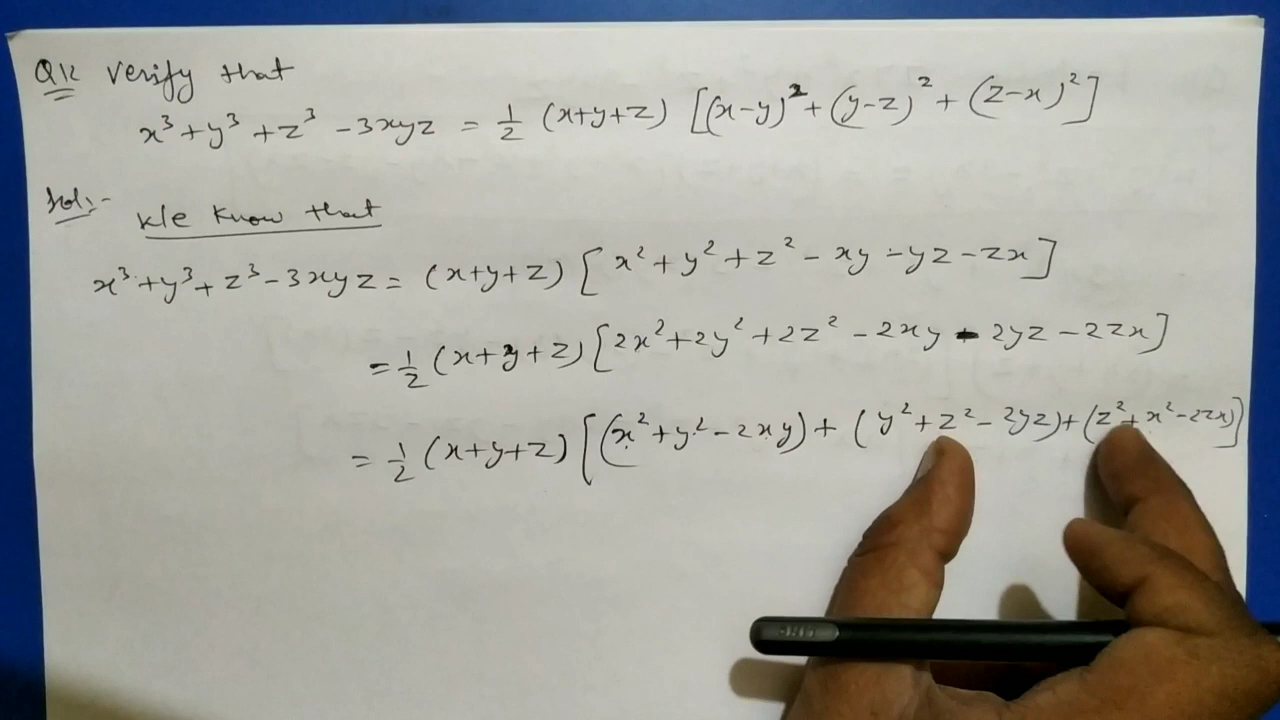 Q12 Verify that
x³ + y³ + z³ - 3xyz = 1/2 (x+y+z) [(x-y)² + (y-z)² + (z-x)²]
Sol:-
We know that
x³ + y³ + z³ - 3xyz = (x+y+z) [x² + y² + z² - xy - yz - zx]
= 1/2 (x+y+z) [2x² + 2y² + 2z² - 2xy - 2yz - 2zx]
= 1/2 (x+y+z) [(x² + y² - 2xy) + (y² + z² - 2yz) + (z² + x² - 2zx)]
LINC